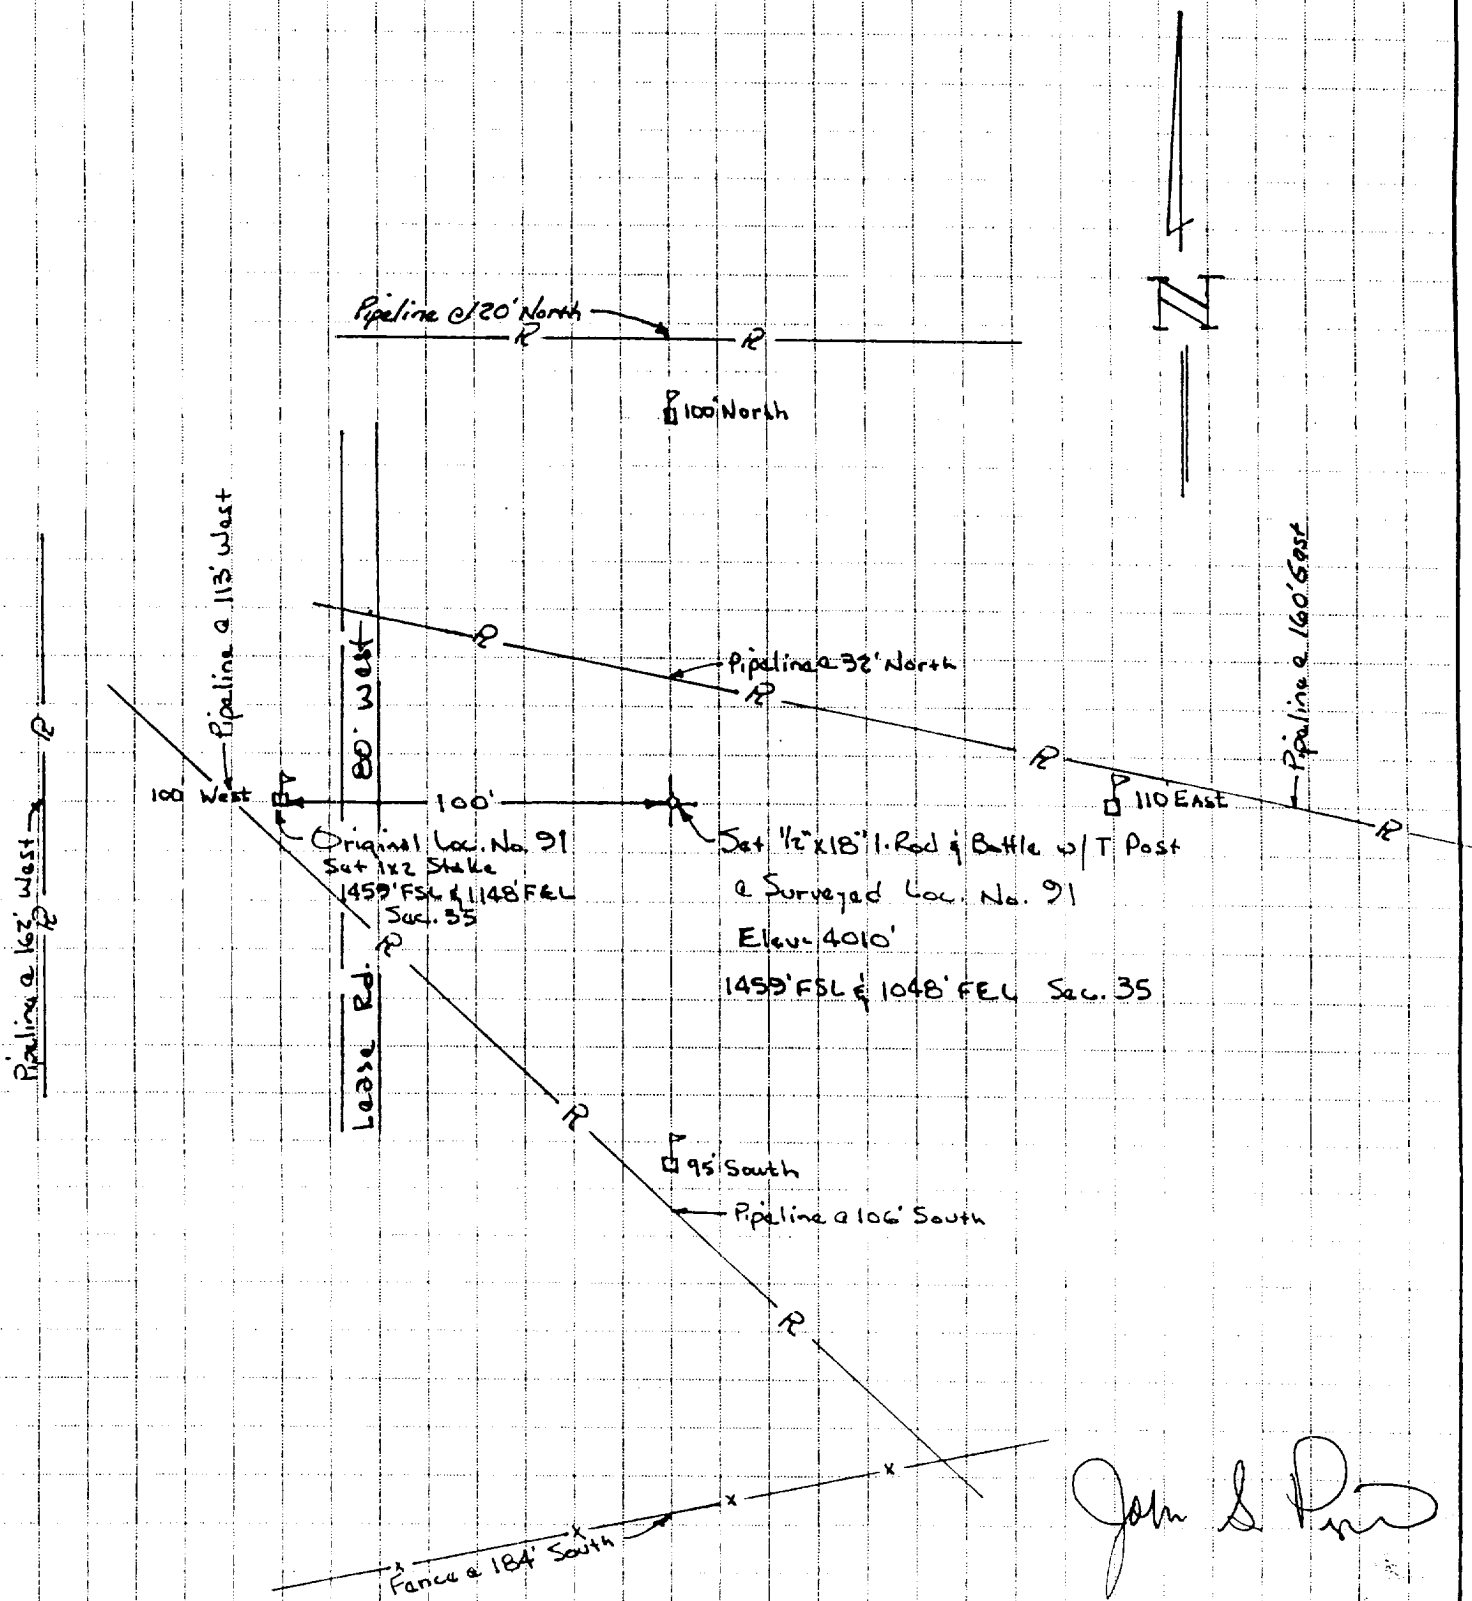 Pipeline @ 120' North
N
100' North
Pipeline @ 113' West
Pipeline @ 160' East
80' West
Pipeline @ 32' North
100 West
100'
110 East
Original Loc. No. 91
Set 1x2 Stake
1459' FSL & 1148' FEL
Sec. 35
Set 1/2" x 18" I. Rod & Bottle w/ T Post
@ Surveyed Loc. No. 91
Elev. 4010'
1459' FSL & 1048' FEL Sec. 35
Pipeline @ 162' West
Lease Rd.
95' South
Pipeline @ 106' South
Fence @ 184' South
John S